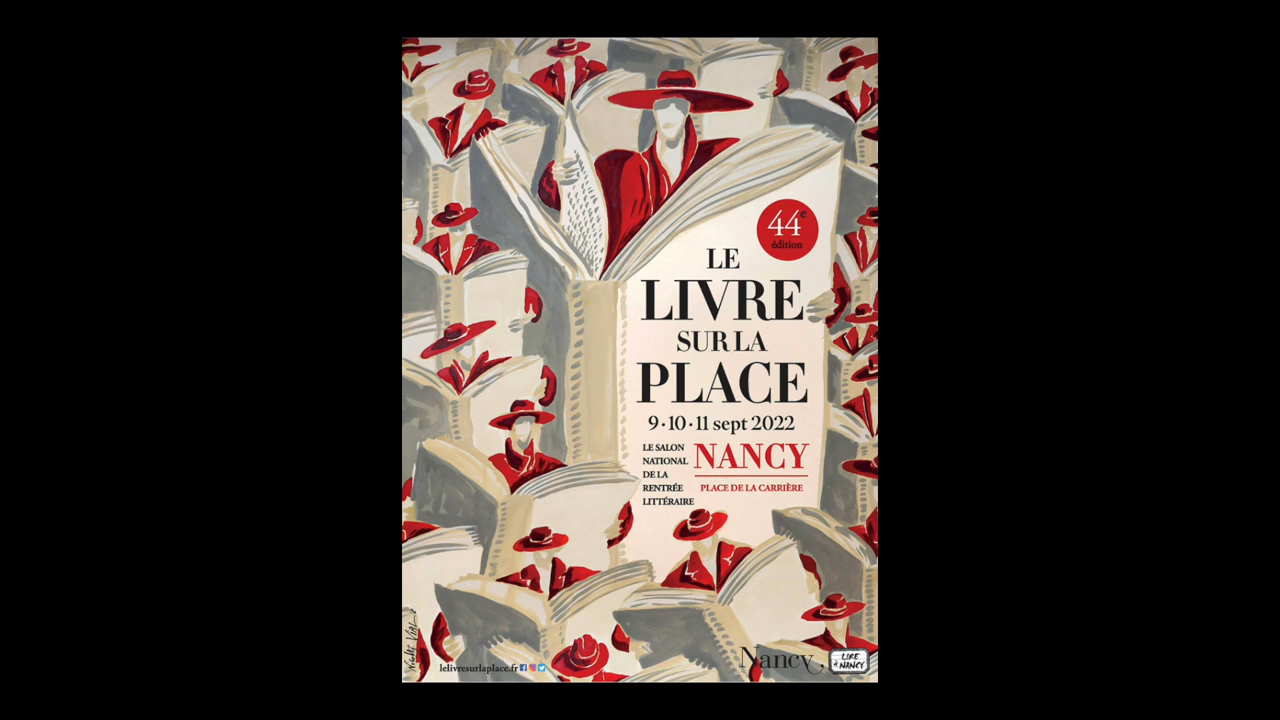 44e
édition
LE
LIVRE
SUR LA
PLACE
9 · 10 · 11 sept 2022
LE SALON
NATIONAL
DE LA
RENTRÉE
LITTÉRAIRE
NANCY
PLACE DE LA CARRIÈRE
lelivresurlaplace.fr
Nancy,
LIRE
à NANCY